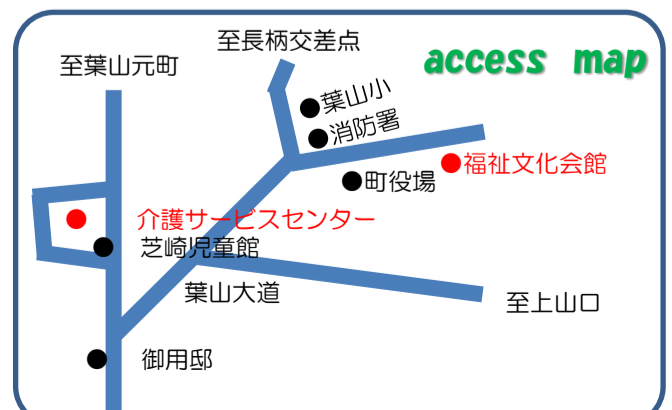 至長柄交差点
access map
至葉山元町
葉山小
消防署
福祉文化会館
町役場
介護サービスセンター
芝崎児童館
葉山大道
至上山口
御用邸